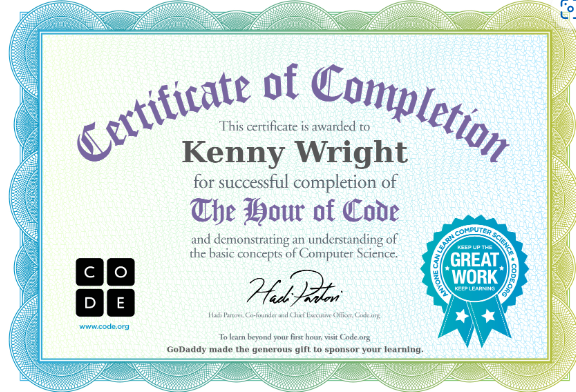 Certificate of Completion
This certificate is awarded to
Kenny Wright
for successful completion of
The Hour of Code
and demonstrating an understanding of
the basic concepts of Computer Science.
CO
DE
www.code.org
Hadi Partovi
Hadi Partovi, Co-founder and Chief Executive Officer, Code.org
ANYONE CAN LEARN COMPUTER SCIENCE • CODE.ORG
KEEP UP THE
GREAT
WORK
KEEP LEARNING
To learn beyond your first hour, visit Code.org
GoDaddy made the generous gift to sponsor your learning.